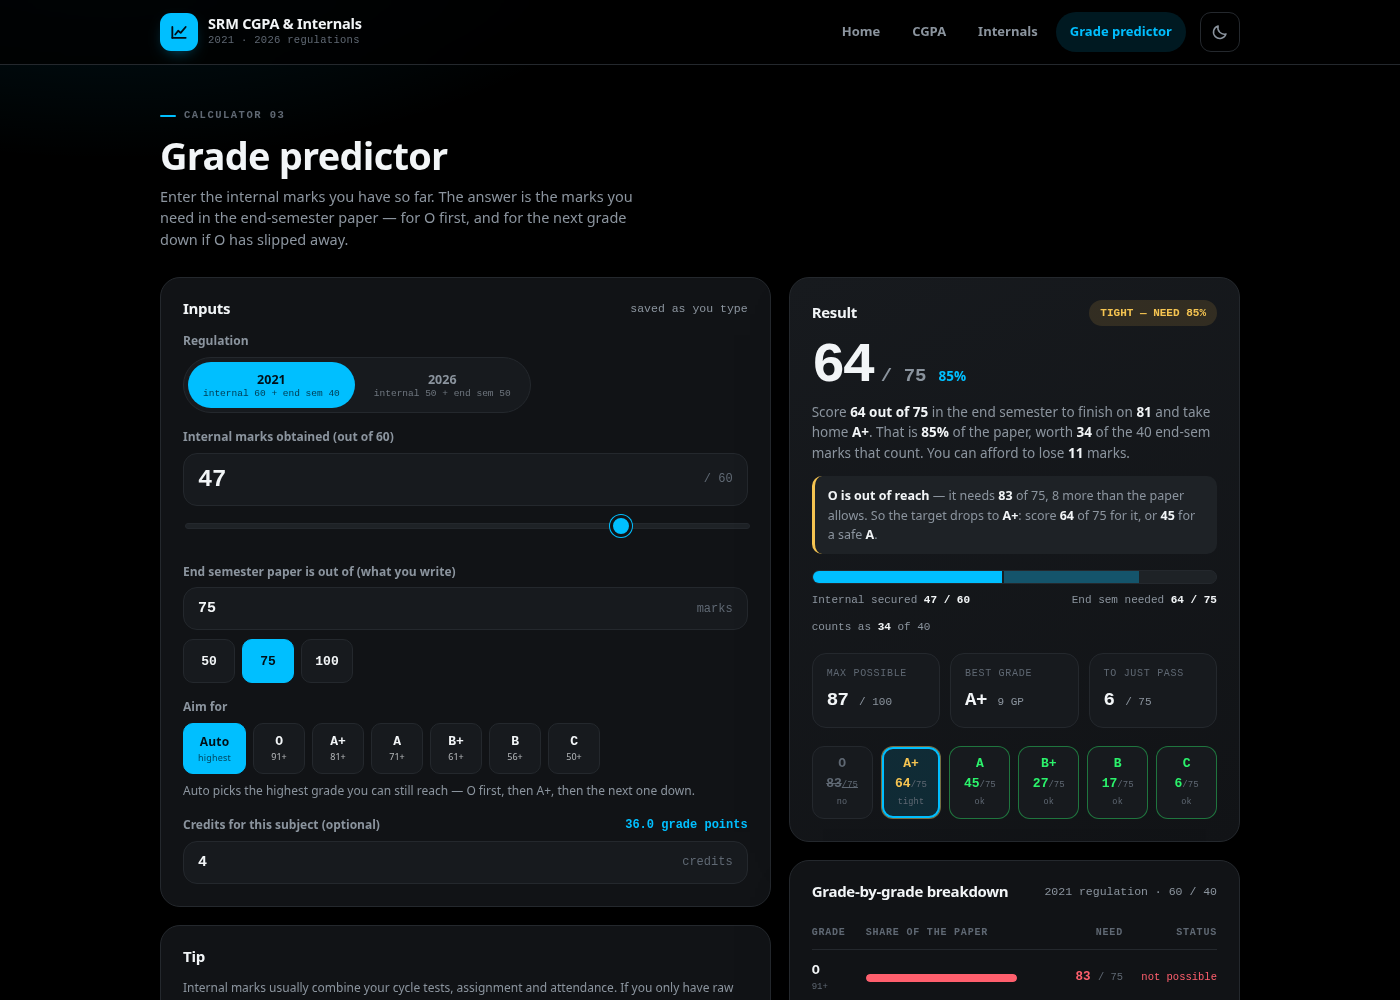 SRM CGPA & Internals
2021 · 2026 regulations
Home
CGPA
Internals
Grade predictor
CALCULATOR 03
Grade predictor
Enter the internal marks you have so far. The answer is the marks you
need in the end-semester paper — for O first, and for the next grade
down if O has slipped away.
Inputs
saved as you type
Regulation
2021
internal 60 + end sem 40
2026
internal 50 + end sem 50
Internal marks obtained (out of 60)
47
/ 60
End semester paper is out of (what you write)
75
marks
50
75
100
Aim for
Auto
highest
O
91+
A+
81+
A
71+
B+
61+
B
56+
C
50+
Auto picks the highest grade you can still reach — O first, then A+, then the next one down.
Credits for this subject (optional)
36.0 grade points
4
credits
Tip
Internal marks usually combine your cycle tests, assignment and attendance. If you only have raw
Result
TIGHT — NEED 85%
64 / 75 85%
Score 64 out of 75 in the end semester to finish on 81 and take
home A+. That is 85% of the paper, worth 34 of the 40 end-sem
marks that count. You can afford to lose 11 marks.
O is out of reach — it needs 83 of 75, 8 more than the paper
allows. So the target drops to A+: score 64 of 75 for it, or 45 for
a safe A.
Internal secured 47 / 60
End sem needed 64 / 75
counts as 34 of 40
MAX POSSIBLE
87 / 100
BEST GRADE
A+ 9 GP
TO JUST PASS
6 / 75
O
83/75
no
A+
64/75
tight
A
45/75
ok
B+
27/75
ok
B
17/75
ok
C
6/75
ok
Grade-by-grade breakdown
2021 regulation · 60 / 40
GRADE
SHARE OF THE PAPER
NEED
STATUS
O
91+
83 / 75
not possible